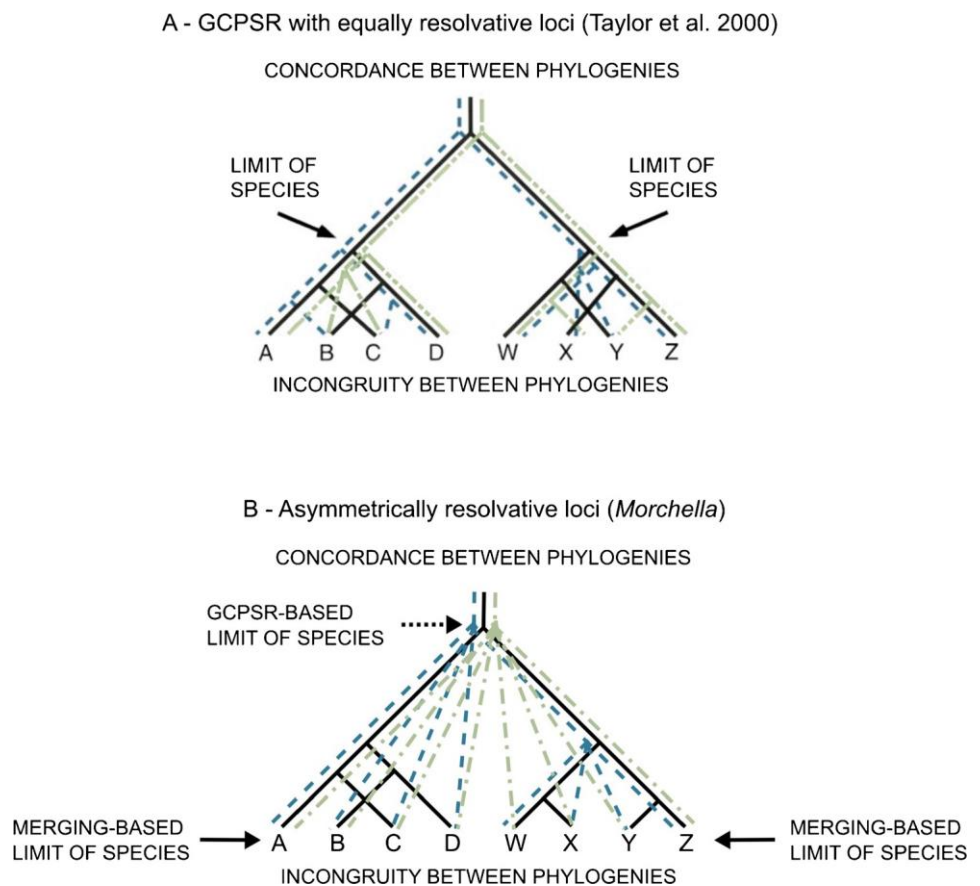 A - GCPSR with equally resolvative loci (Taylor et al. 2000)
CONCORDANCE BETWEEN PHYLOGENIES
LIMIT OF
SPECIES
LIMIT OF
SPECIES
A B C D W X Y Z
INCONGRUITY BETWEEN PHYLOGENIES
B - Asymmetrically resolvative loci (Morchella)
CONCORDANCE BETWEEN PHYLOGENIES
GCPSR-BASED
LIMIT OF SPECIES
MERGING-BASED
LIMIT OF SPECIES
A B C D W X Y Z
MERGING-BASED
LIMIT OF SPECIES
INCONGRUITY BETWEEN PHYLOGENIES